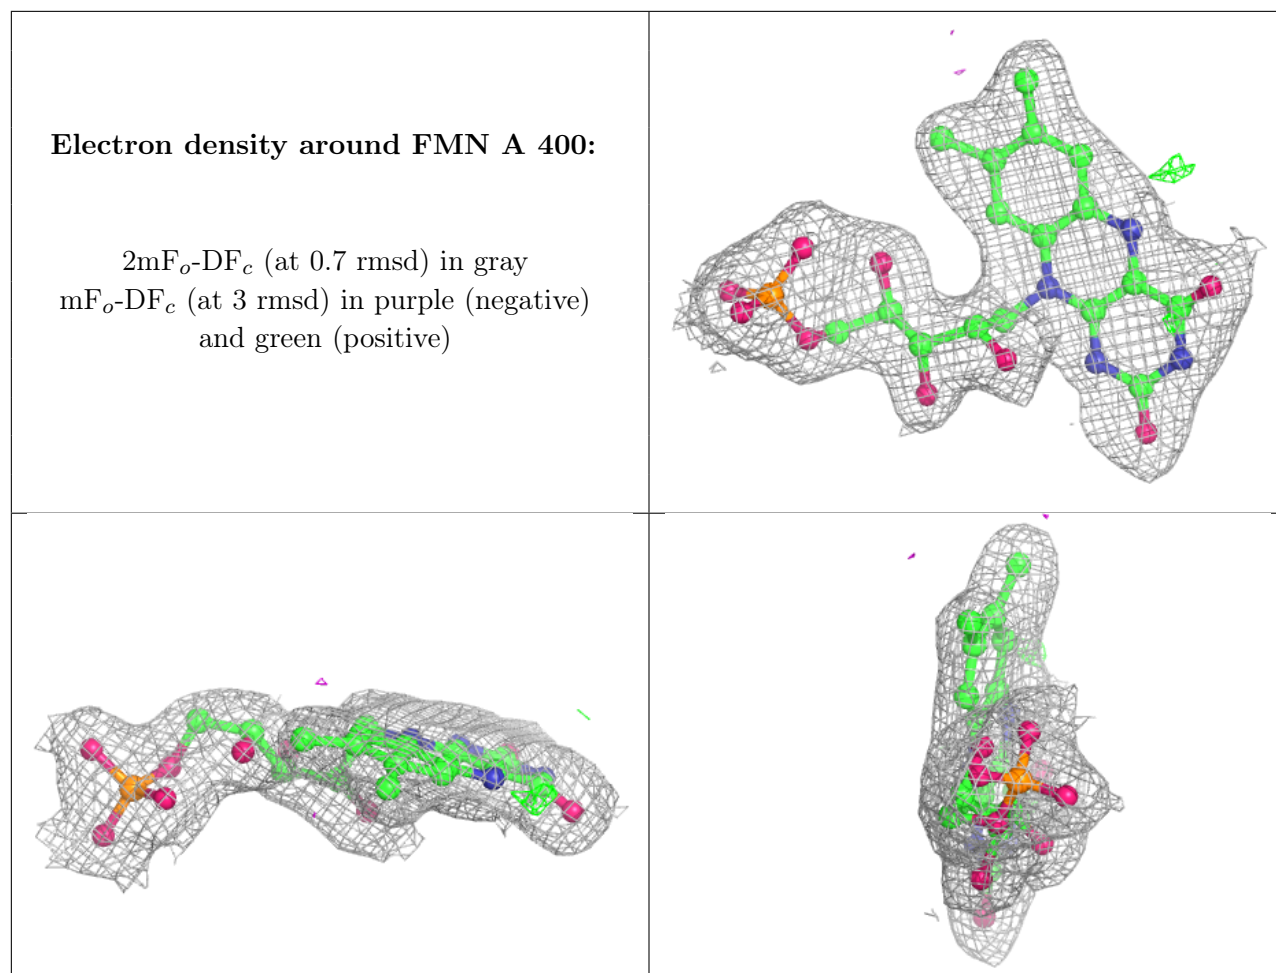 Electron density around FMN A 400:
2mFo-DFc (at 0.7 rmsd) in gray
mFo-DFc (at 3 rmsd) in purple (negative)
and green (positive)